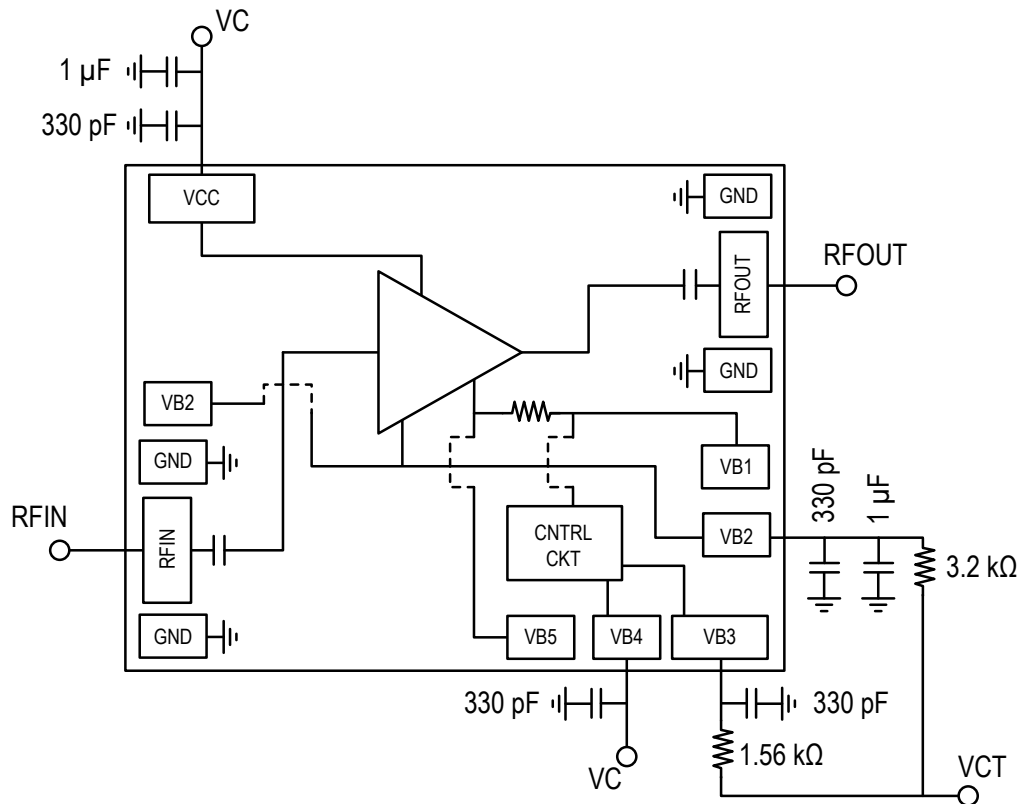 VC
1 µF
330 pF
VCC
GND
RFOUT
RFOUT
GND
VB2
GND
VB1
330 pF
1 µF
RFIN
RFIN
CNTRL
CKT
VB2
3.2 kΩ
GND
VB5
VB4
VB3
330 pF
330 pF
1.56 kΩ
VC
VCT